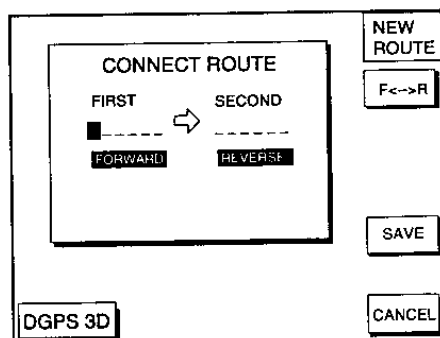 NEW
ROUTE
CONNECT ROUTE
F<-->R
FIRST SECOND
FORWARD REVERSE
SAVE
CANCEL
DGPS 3D